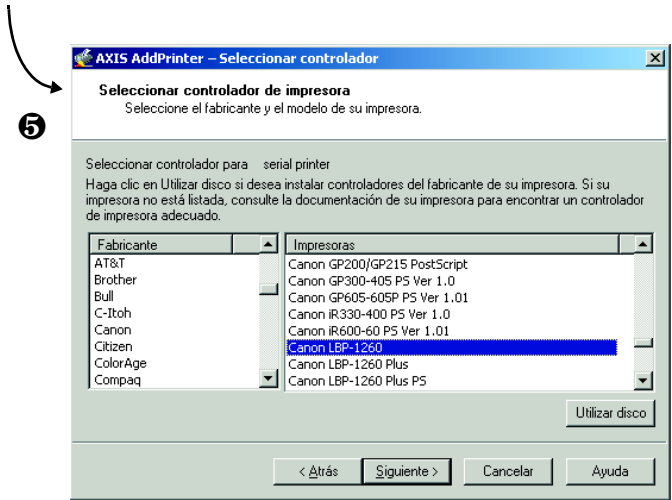 AXIS AddPrinter – Seleccionar controlador
Seleccionar controlador de impresora
Seleccione el fabricante y el modelo de su impresora.
❺
Seleccionar controlador para serial printer
Haga clic en Utilizar disco si desea instalar controladores del fabricante de su impresora. Si su
impresora no está listada, consulte la documentación de su impresora para encontrar un controlador
de impresora adecuado.
Fabricante
AT&T
Brother
Bull
C-Itoh
Canon
Citizen
ColorAge
Compaq
Impresoras
Canon GP200/GP215 PostScript
Canon GP300-405 PS Ver 1.0
Canon GP605-605P PS Ver 1.01
Canon iR330-400 PS Ver 1.0
Canon iR600-60 PS Ver 1.01
Canon LBP-1260
Canon LBP-1260 Plus
Canon LBP-1260 Plus PS
Utilizar disco
< Atrás
Siguiente >
Cancelar
Ayuda